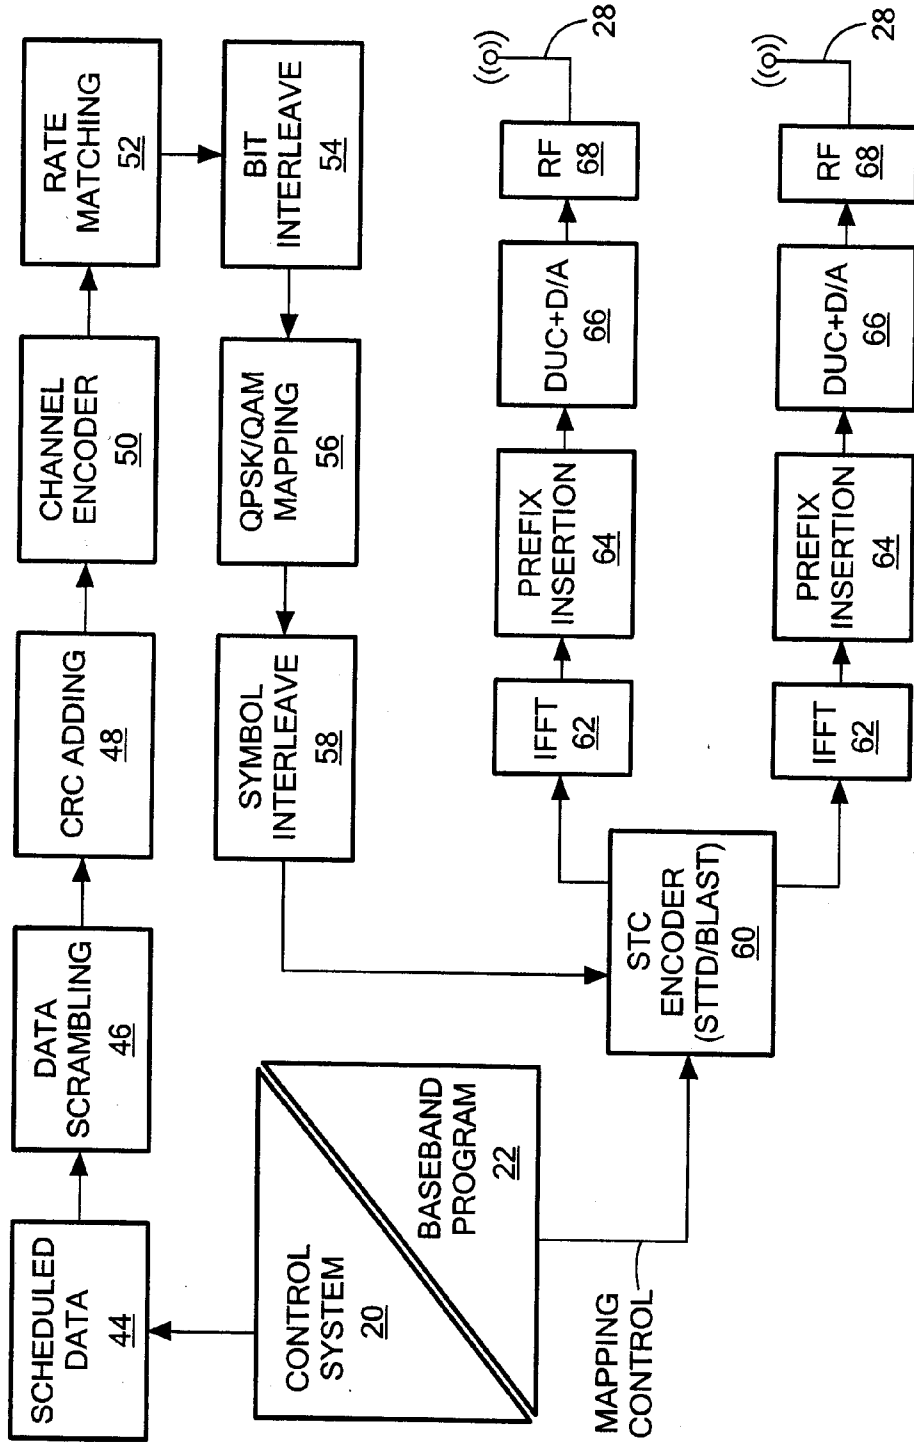 SCHEDULED
DATA
44
DATA
SCRAMBLING
46
CRC ADDING
48
CHANNEL
ENCODER
50
RATE
MATCHING
52
BIT
INTERLEAVE
54
QPSK/QAM
MAPPING
56
SYMBOL
INTERLEAVE
58
CONTROL
SYSTEM
20
BASEBAND
PROGRAM
22
MAPPING
CONTROL
STC
ENCODER
(STTD/BLAST)
60
IFFT
62
PREFIX
INSERTION
64
DUC+D/A
66
RF
68
28
IFFT
62
PREFIX
INSERTION
64
DUC+D/A
66
RF
68
28